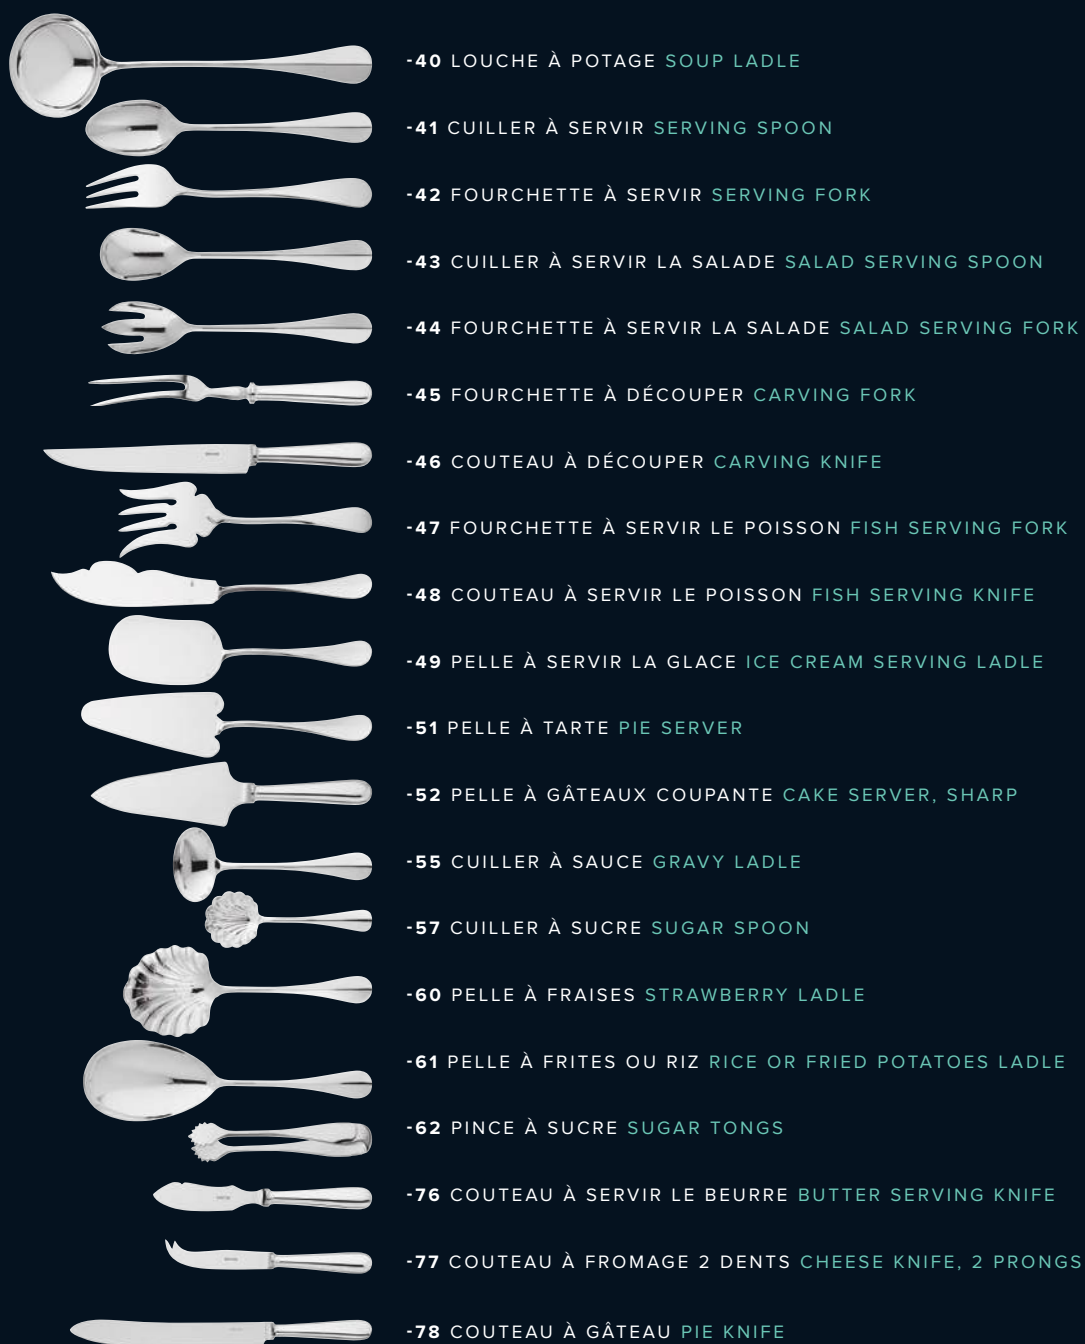 -40 LOUCHE À POTAGE SOUP LADLE
-41 CUILLER À SERVIR SERVING SPOON
-42 FOURCHETTE À SERVIR SERVING FORK
-43 CUILLER À SERVIR LA SALADE SALAD SERVING SPOON
-44 FOURCHETTE À SERVIR LA SALADE SALAD SERVING FORK
-45 FOURCHETTE À DÉCOUPER CARVING FORK
-46 COUTEAU À DÉCOUPER CARVING KNIFE
-47 FOURCHETTE À SERVIR LE POISSON FISH SERVING FORK
-48 COUTEAU À SERVIR LE POISSON FISH SERVING KNIFE
-49 PELLE À SERVIR LA GLACE ICE CREAM SERVING LADLE
-51 PELLE À TARTE PIE SERVER
-52 PELLE À GÂTEAUX COUPANTE CAKE SERVER, SHARP
-55 CUILLER À SAUCE GRAVY LADLE
-57 CUILLER À SUCRE SUGAR SPOON
-60 PELLE À FRAISES STRAWBERRY LADLE
-61 PELLE À FRITES OU RIZ RICE OR FRIED POTATOES LADLE
-62 PINCE À SUCRE SUGAR TONGS
-76 COUTEAU À SERVIR LE BEURRE BUTTER SERVING KNIFE
-77 COUTEAU À FROMAGE 2 DENTS CHEESE KNIFE, 2 PRONGS
-78 COUTEAU À GÂTEAU PIE KNIFE